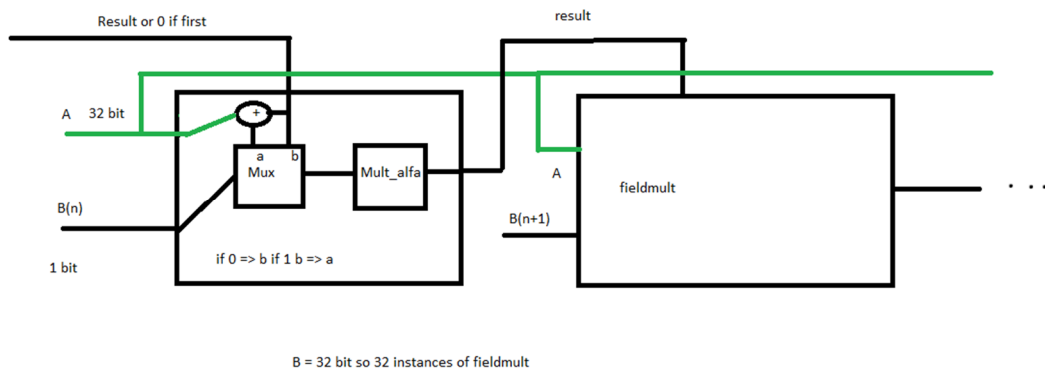 Result or 0 if first
result
A 32 bit
+
a b
Mux
Mult_alfa
A
fieldmult
B(n)
B(n+1)
1 bit
if 0 => b if 1 b => a
. . .
B = 32 bit so 32 instances of fieldmult